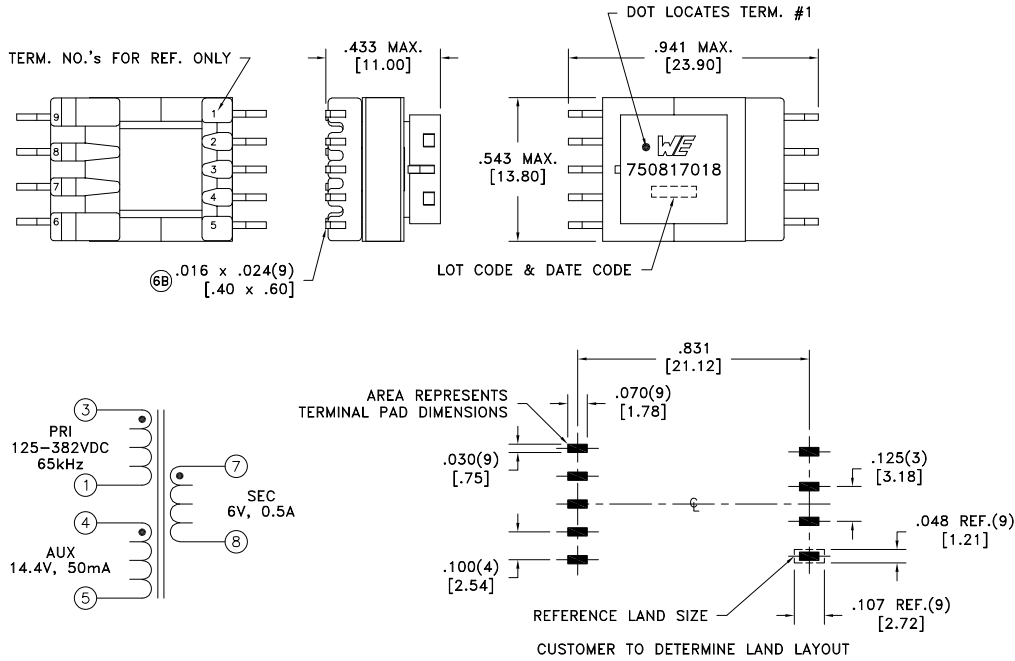 DOT LOCATES TERM. #1
TERM. NO.'s FOR REF. ONLY
.433 MAX.
[11.00]
.941 MAX.
[23.90]
9
8
7
6
1
2
3
4
5
.543 MAX.
[13.80]
WE
750817018
6B
.016 x .024(9)
[.40 x .60]
LOT CODE & DATE CODE
3
PRI
125-382VDC
65kHz
1
4
AUX
14.4V, 50mA
5
7
SEC
6V, 0.5A
8
.831
[21.12]
AREA REPRESENTS
TERMINAL PAD DIMENSIONS
.070(9)
[1.78]
.030(9)
[.75]
.125(3)
[3.18]
℄
.048 REF.(9)
[1.21]
.100(4)
[2.54]
REFERENCE LAND SIZE
.107 REF.(9)
[2.72]
CUSTOMER TO DETERMINE LAND LAYOUT